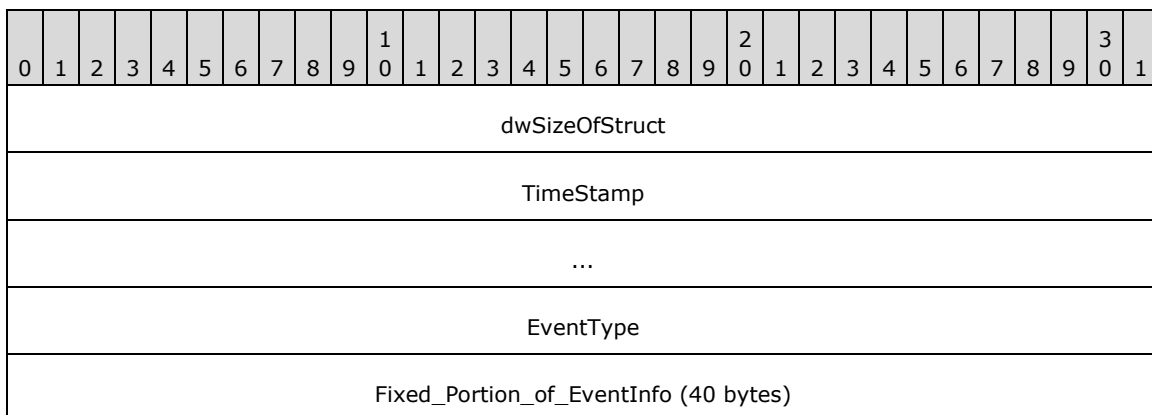 1 2 3
0 1 2 3 4 5 6 7 8 9 0 1 2 3 4 5 6 7 8 9 0 1 2 3 4 5 6 7 8 9 0 1
dwSizeOfStruct
TimeStamp
...
EventType
Fixed_Portion_of_EventInfo (40 bytes)